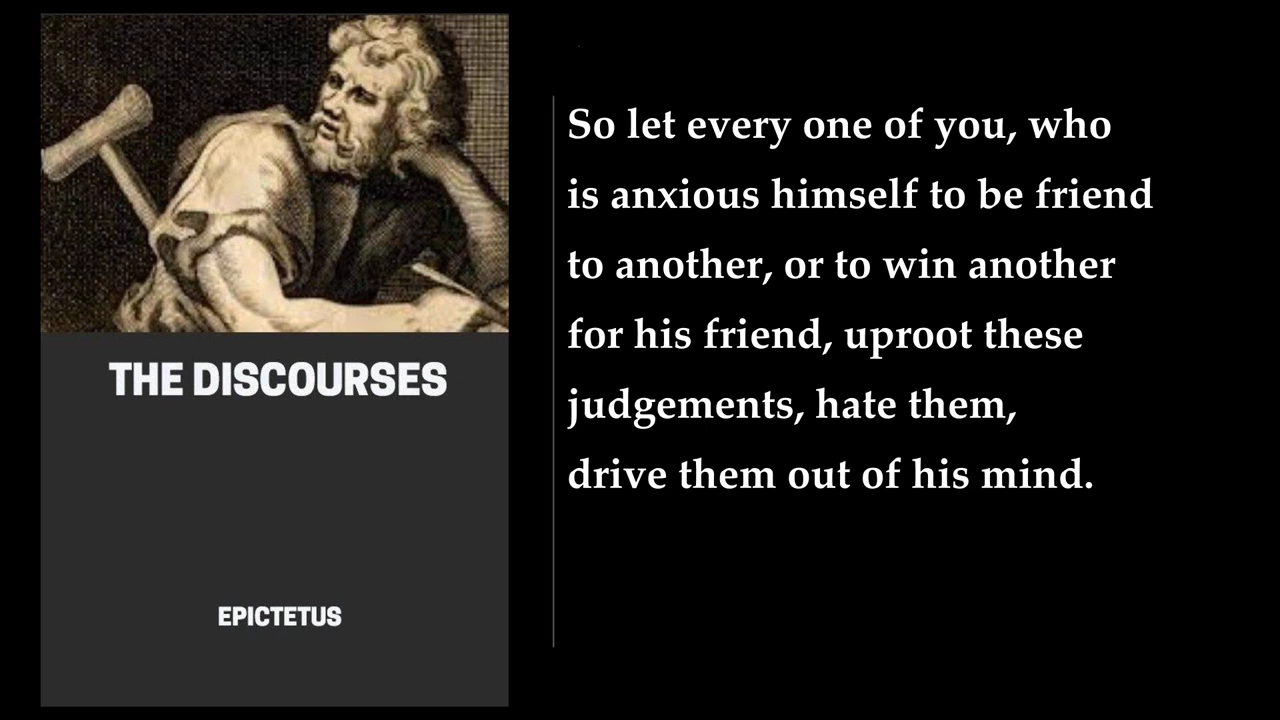 THE DISCOURSES
EPICTETUS
So let every one of you, who
is anxious himself to be friend
to another, or to win another
for his friend, uproot these
judgements, hate them,
drive them out of his mind.